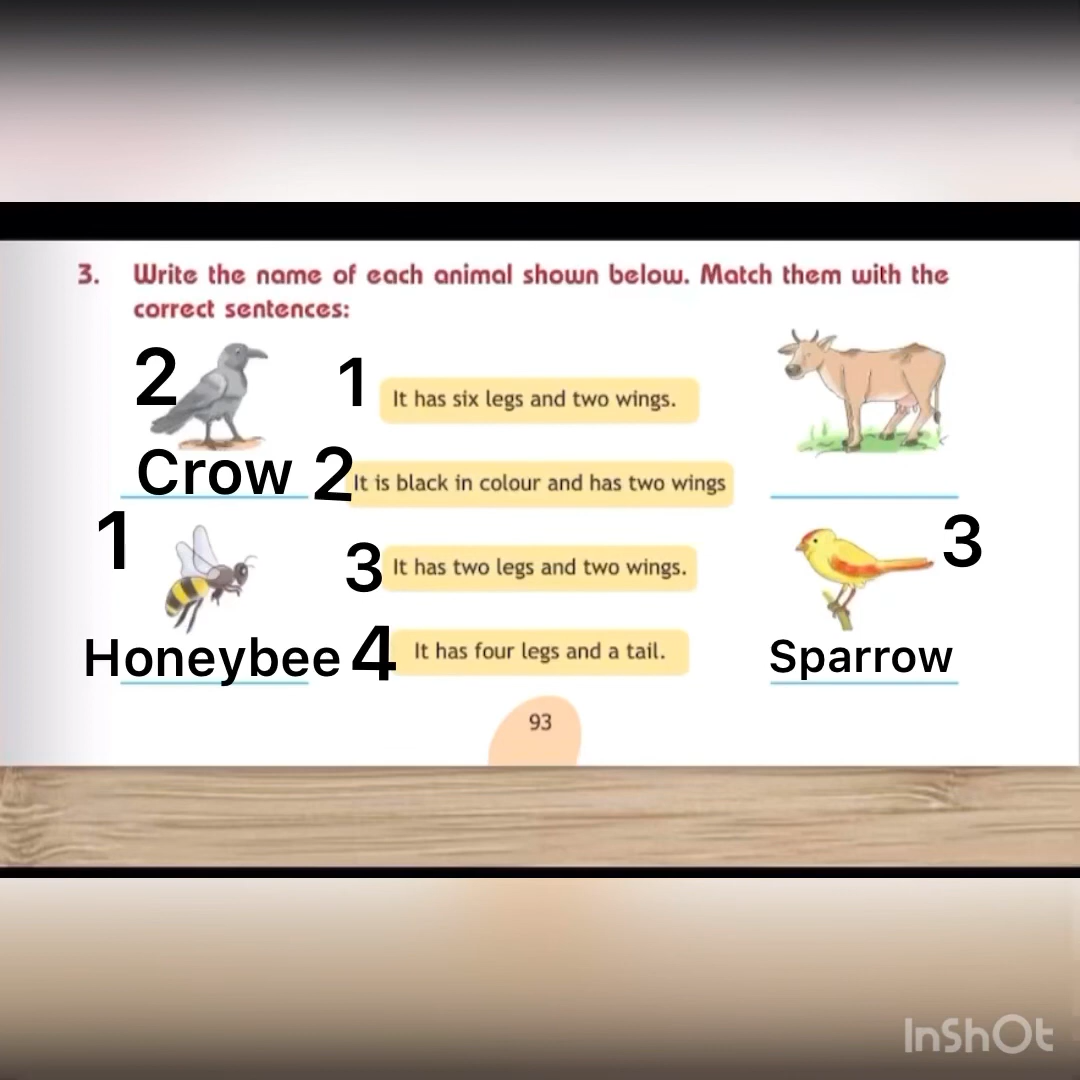 3. Write the name of each animal shown below. Match them with the
correct sentences:
2
1
It has six legs and two wings.
Crow
2
It is black in colour and has two wings
1
3
It has two legs and two wings.
3
Honeybee
4
It has four legs and a tail.
Sparrow
93
InShOt